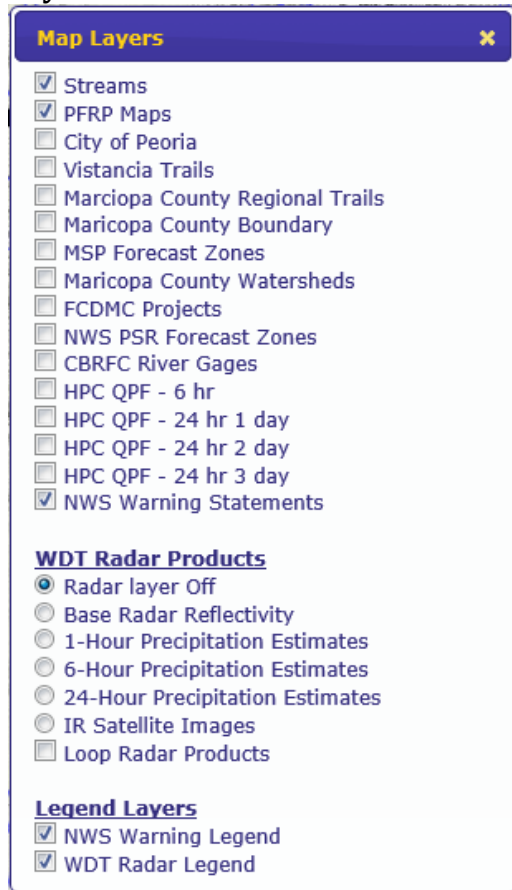 Map Layers
Streams
PFRP Maps
City of Peoria
Vistancia Trails
Marciopa County Regional Trails
Maricopa County Boundary
MSP Forecast Zones
Maricopa County Watersheds
FCDMC Projects
NWS PSR Forecast Zones
CBRFC River Gages
HPC QPF - 6 hr
HPC QPF - 24 hr 1 day
HPC QPF - 24 hr 2 day
HPC QPF - 24 hr 3 day
NWS Warning Statements
WDT Radar Products
Radar layer Off
Base Radar Reflectivity
1-Hour Precipitation Estimates
6-Hour Precipitation Estimates
24-Hour Precipitation Estimates
IR Satellite Images
Loop Radar Products
Legend Layers
NWS Warning Legend
WDT Radar Legend